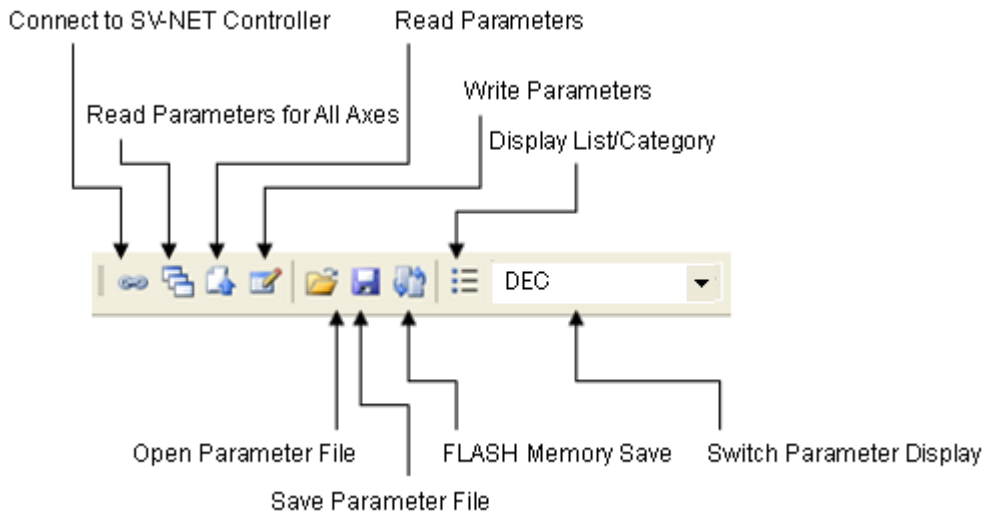 Connect to SV-NET Controller
Read Parameters
Read Parameters for All Axes
Write Parameters
Display List/Category
DEC
Open Parameter File
FLASH Memory Save
Switch Parameter Display
Save Parameter File